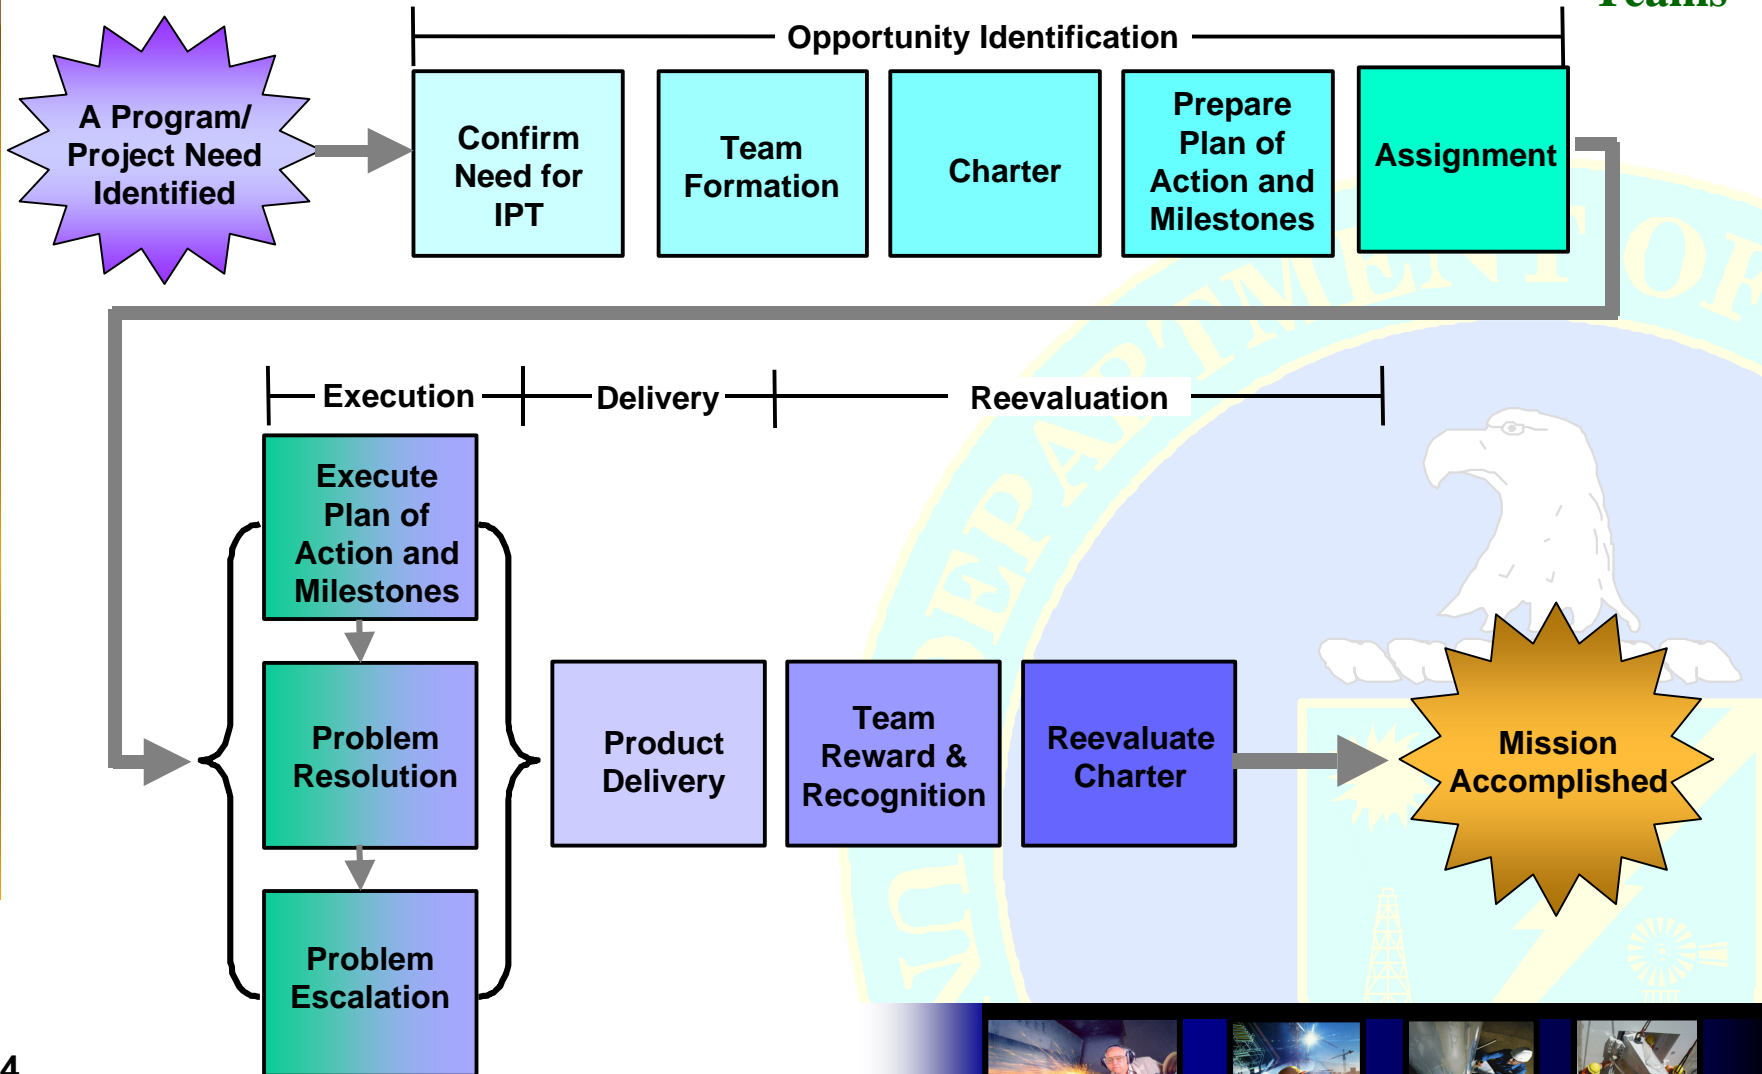 Teams
Opportunity Identification
A Program/
Project Need
Identified
Confirm
Need for
IPT
Team
Formation
Charter
Prepare
Plan of
Action and
Milestones
Assignment
Execution
Delivery
Reevaluation
Execute
Plan of
Action and
Milestones
Problem
Resolution
Problem
Escalation
Product
Delivery
Team
Reward &
Recognition
Reevaluate
Charter
Mission
Accomplished
DEPARTMENT OF
4